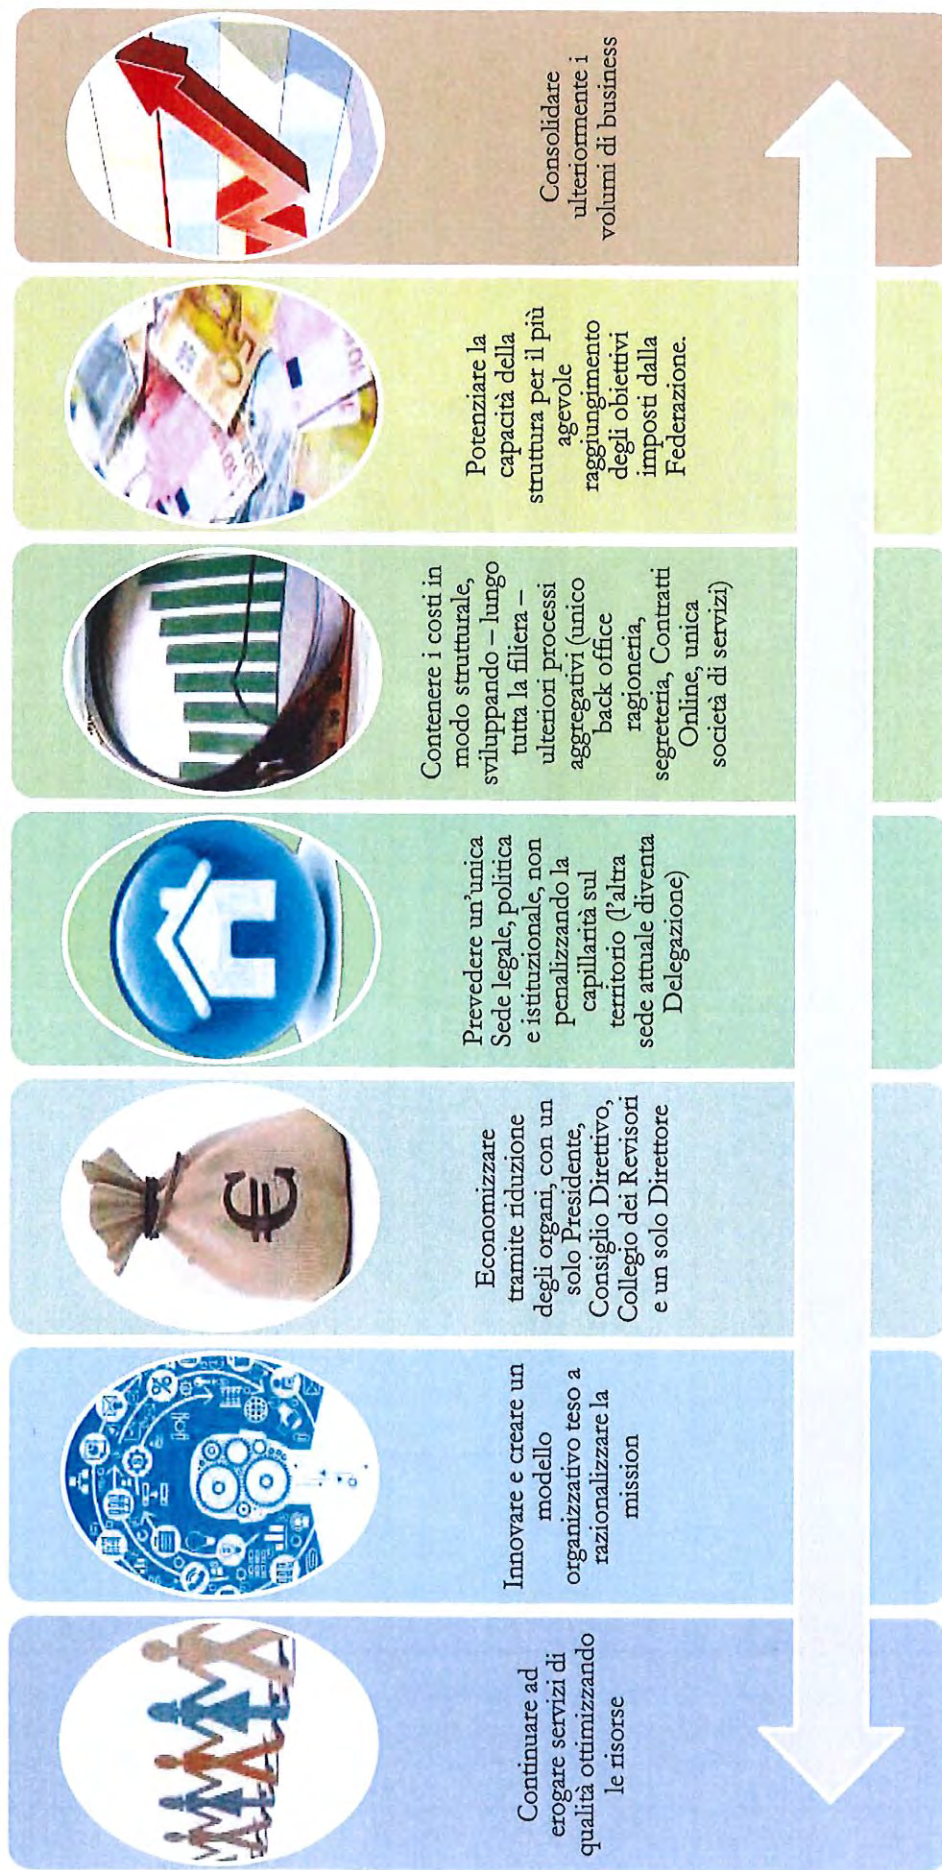 Continuare ad
erogare servizi di
qualità ottimizzando
le risorse
Innovare e creare un
modello
organizzativo teso a
razionalizzare la
mission
Economizzare
tramite riduzione
degli organi, con un
solo Presidente,
Consiglio Direttivo,
Collegio dei Revisori
e un solo Direttore
Prevedere un'unica
Sede legale, politica
e istituzionale, non
penalizzando la
capillarità sul
territorio (l'altra
sede attuale diventa
Delegazione)
Contenere i costi in
modo strutturale,
sviluppando – lungo
tutta la filiera –
ulteriori processi
aggregativi (unico
back office
ragioneria,
segreteria, Contratti
Online, unica
società di servizi)
Potenziare la
capacità della
struttura per il più
agevole
raggiungimento
degli obiettivi
imposti dalla
Federazione.
Consolidare
ulteriormente i
volumi di business